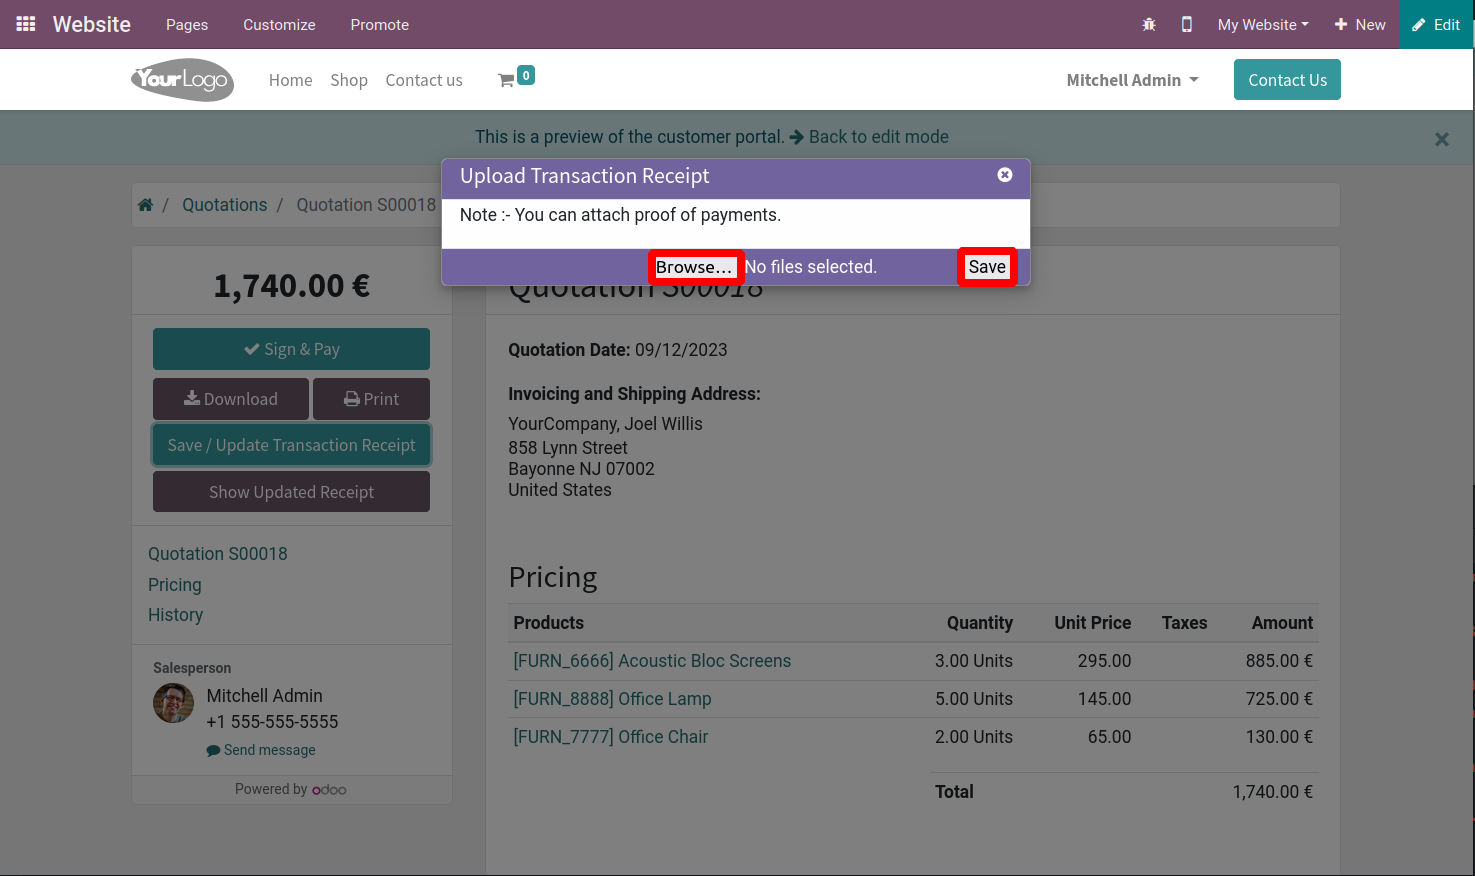 Website Pages Customize Promote My Website New Edit
YourLogo Home Shop Contact us 0 Mitchell Admin Contact Us
This is a preview of the customer portal. Back to edit mode
Upload Transaction Receipt
Note :- You can attach proof of payments.
Browse... No files selected. Save
/ Quotations / Quotation S00018
1,740.00 €
Sign & Pay
Download Print
Save / Update Transaction Receipt
Show Updated Receipt
Quotation S00018
Pricing
History
Salesperson
Mitchell Admin
+1 555-555-5555
Send message
Powered by odoo
Quotation S00018
Quotation Date: 09/12/2023
Invoicing and Shipping Address:
YourCompany, Joel Willis
858 Lynn Street
Bayonne NJ 07002
United States
Pricing
Products Quantity Unit Price Taxes Amount
[FURN_6666] Acoustic Bloc Screens 3.00 Units 295.00 885.00 €
[FURN_8888] Office Lamp 5.00 Units 145.00 725.00 €
[FURN_7777] Office Chair 2.00 Units 65.00 130.00 €
Total 1,740.00 €